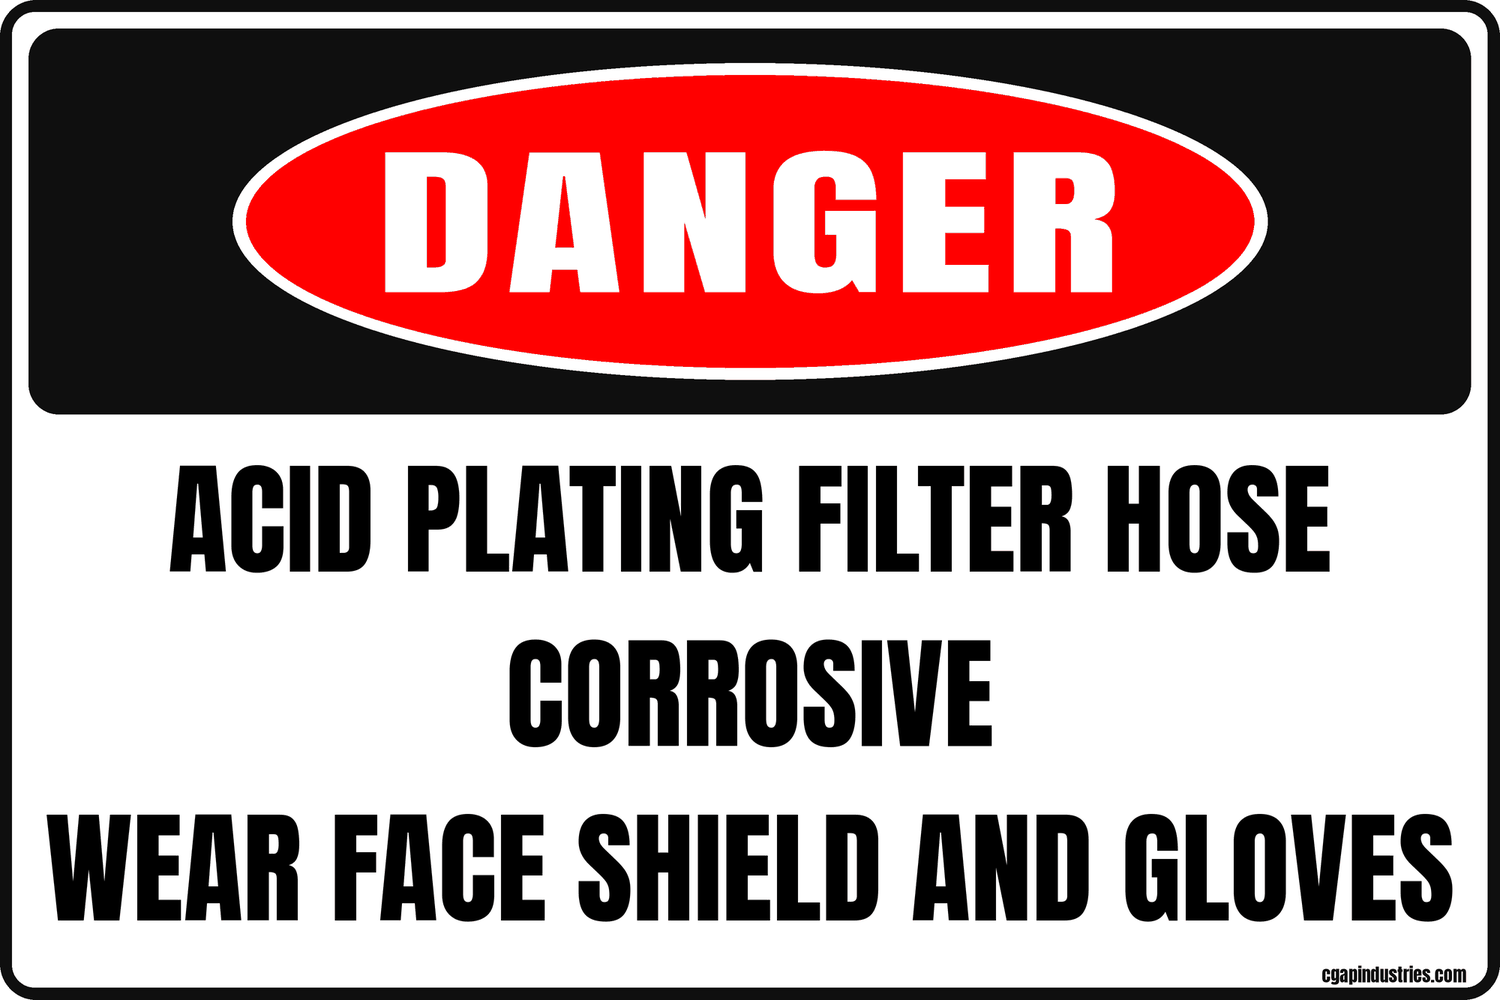 DANGER
ACID PLATING FILTER HOSE
CORROSIVE
WEAR FACE SHIELD AND GLOVES
cgapindustries.com